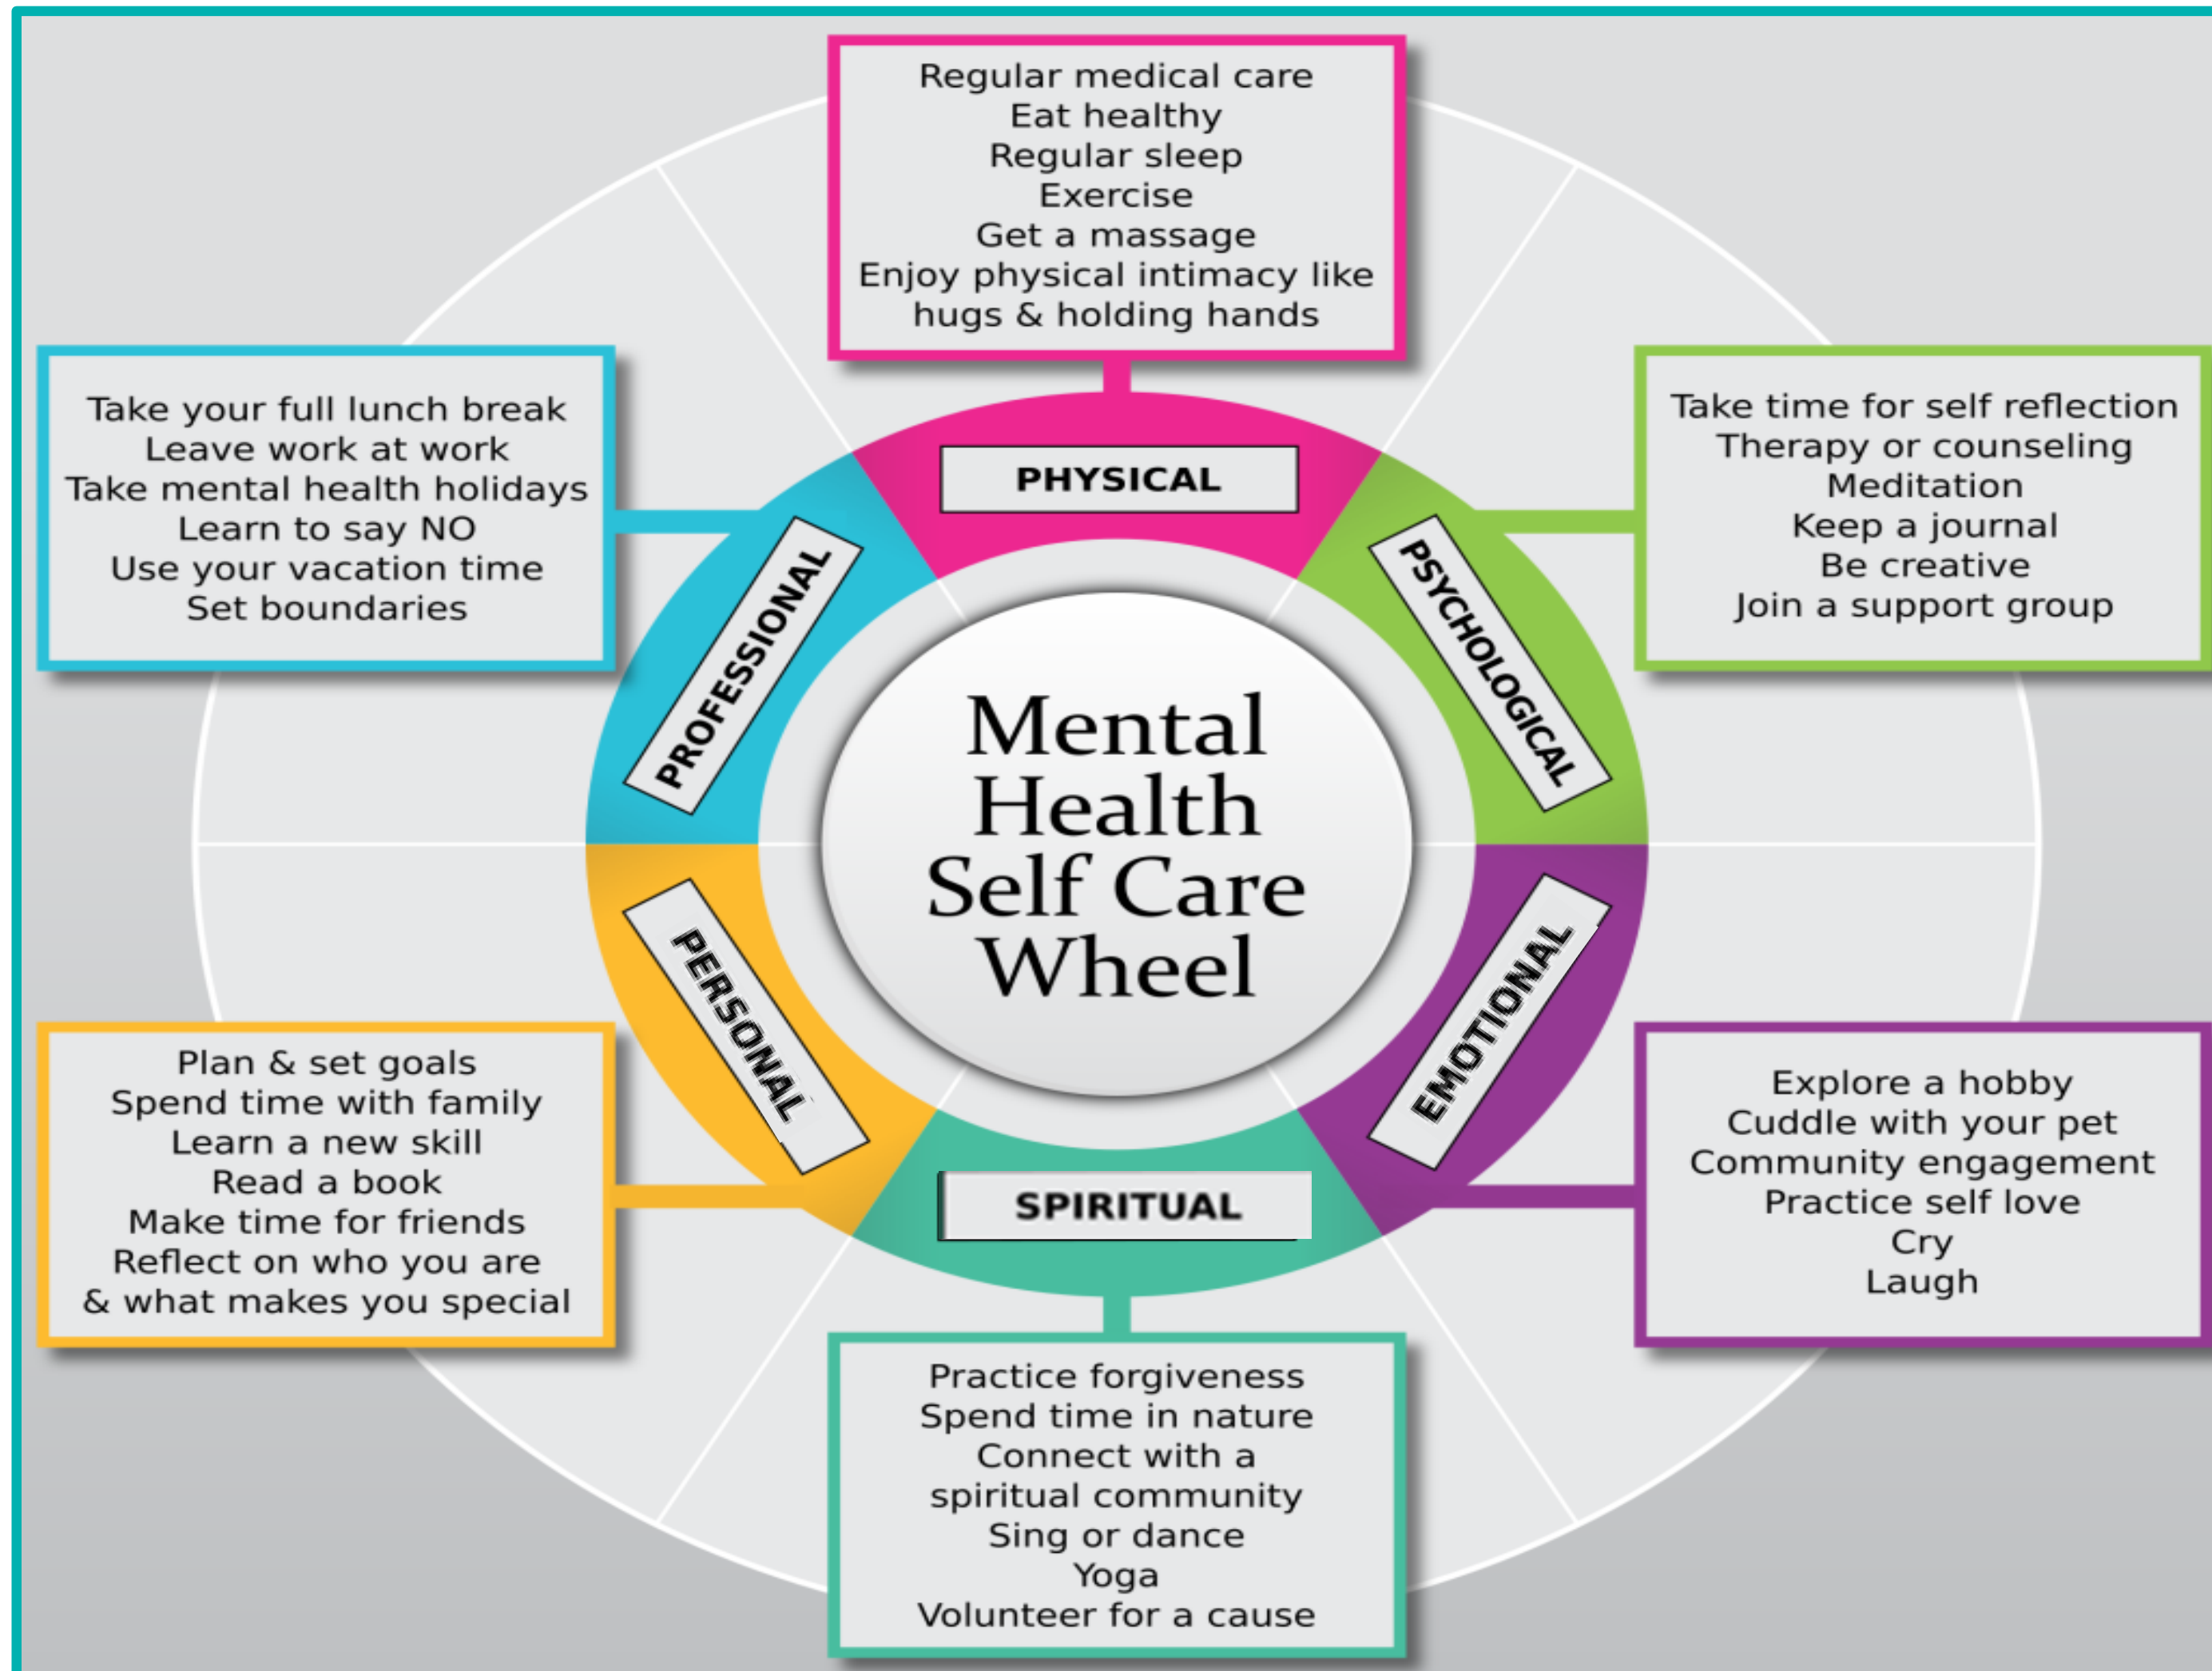 Regular medical care
Eat healthy
Regular sleep
Exercise
Get a massage
Enjoy physical intimacy like
hugs & holding hands
PHYSICAL
Take your full lunch break
Leave work at work
Take mental health holidays
Learn to say NO
Use your vacation time
Set boundaries
PROFESSIONAL
Take time for self reflection
Therapy or counseling
Meditation
Keep a journal
Be creative
Join a support group
PSYCHOLOGICAL
Mental
Health
Self Care
Wheel
Plan & set goals
Spend time with family
Learn a new skill
Read a book
Make time for friends
Reflect on who you are
& what makes you special
PERSONAL
Explore a hobby
Cuddle with your pet
Community engagement
Practice self love
Cry
Laugh
EMOTIONAL
SPIRITUAL
Practice forgiveness
Spend time in nature
Connect with a
spiritual community
Sing or dance
Yoga
Volunteer for a cause